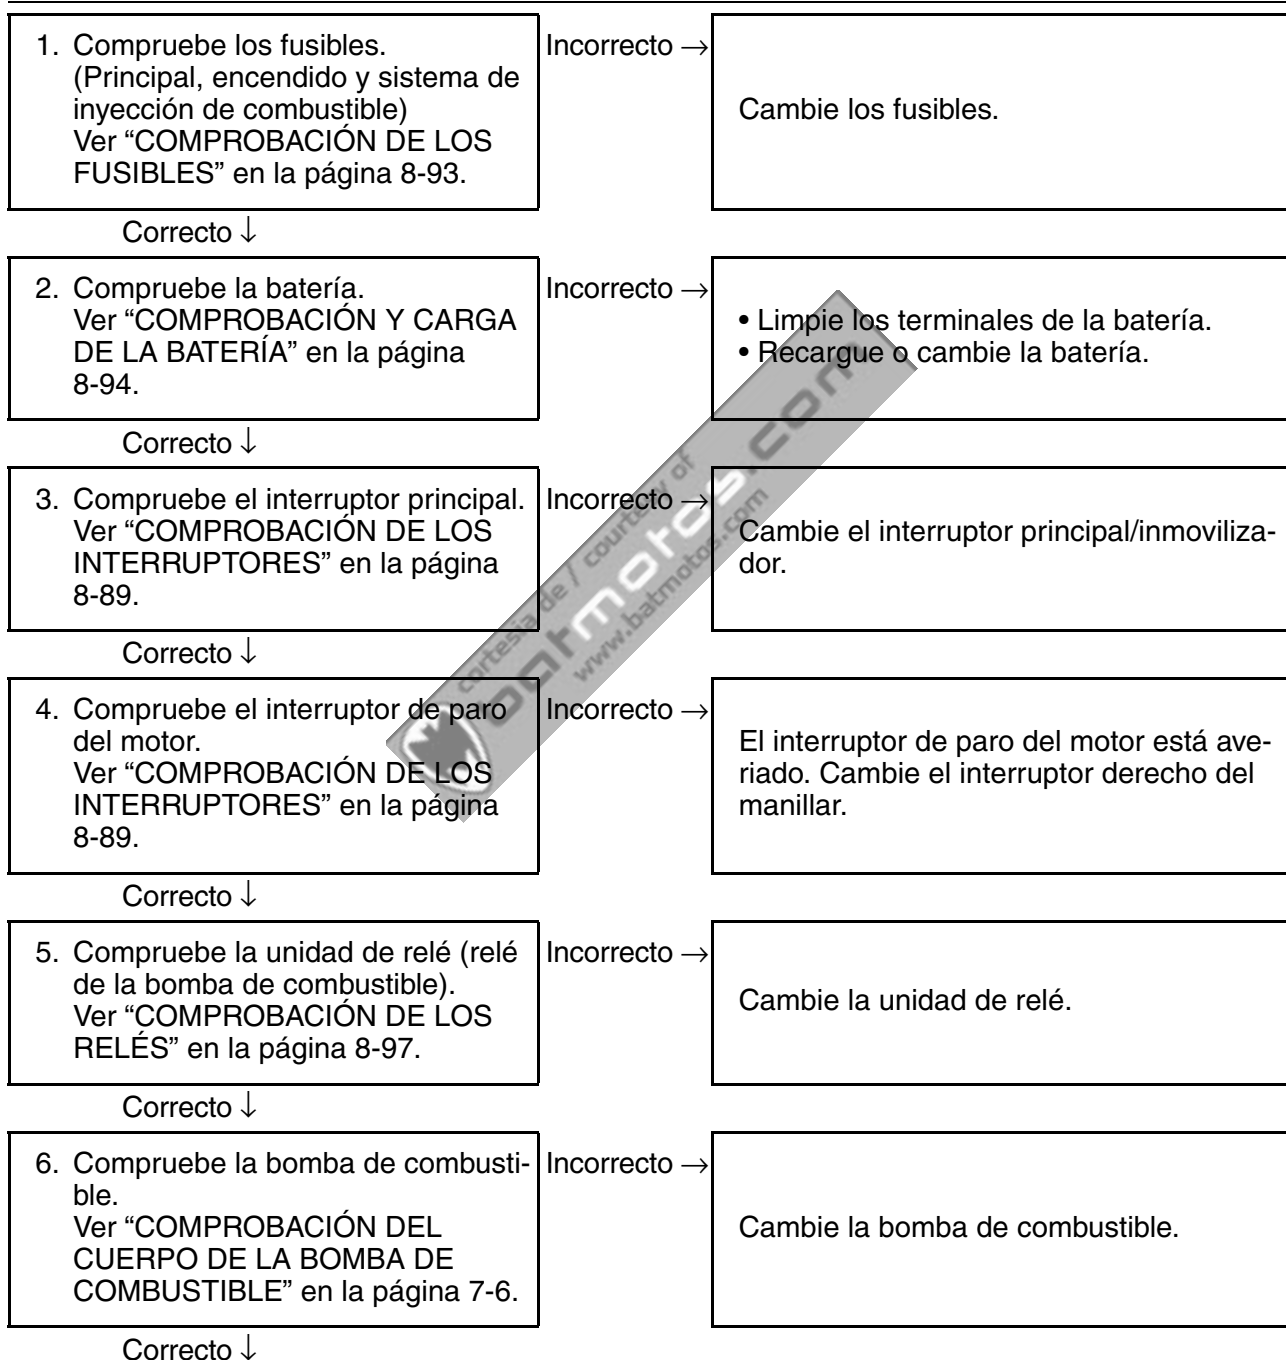 1. Compruebe los fusibles.
(Principal, encendido y sistema de
inyección de combustible)
Ver “COMPROBACIÓN DE LOS
FUSIBLES” en la página 8-93.
Incorrecto →
Cambie los fusibles.
Correcto ↓
2. Compruebe la batería.
Ver “COMPROBACIÓN Y CARGA
DE LA BATERÍA” en la página
8-94.
Incorrecto →
• Limpie los terminales de la batería.
• Recargue o cambie la batería.
Correcto ↓
3. Compruebe el interruptor principal.
Ver “COMPROBACIÓN DE LOS
INTERRUPTORES” en la página
8-89.
Incorrecto →
Cambie el interruptor principal/inmoviliza-
dor.
Correcto ↓
4. Compruebe el interruptor de paro
del motor.
Ver “COMPROBACIÓN DE LOS
INTERRUPTORES” en la página
8-89.
Incorrecto →
El interruptor de paro del motor está ave-
riado. Cambie el interruptor derecho del
manillar.
Correcto ↓
5. Compruebe la unidad de relé (relé
de la bomba de combustible).
Ver “COMPROBACIÓN DE LOS
RELÉS” en la página 8-97.
Incorrecto →
Cambie la unidad de relé.
Correcto ↓
6. Compruebe la bomba de combusti-
ble.
Ver “COMPROBACIÓN DEL
CUERPO DE LA BOMBA DE
COMBUSTIBLE” en la página 7-6.
Incorrecto →
Cambie la bomba de combustible.
Correcto ↓
cortesia de / courtesy of
batmotos.com
www.batmotos.com